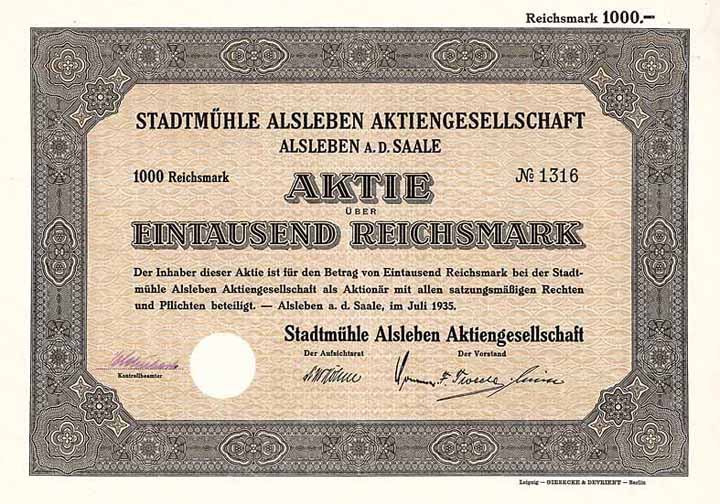 Reichsmark 1000.—
STADTMÜHLE ALSLEBEN AKTIENGESELLSCHAFT
ALSLEBEN A. D. SAALE
1000 Reichsmark
AKTIE
№ 1316
ÜBER
EINTAUSEND REICHSMARK
Der Inhaber dieser Aktie ist für den Betrag von Eintausend Reichsmark bei der Stadt-
mühle Alsleben Aktiengesellschaft als Aktionär mit allen satzungsmäßigen Rechten
und Pflichten beteiligt. — Alsleben a. d. Saale, im Juli 1935.
Stadtmühle Alsleben Aktiengesellschaft
Der Aufsichtsrat
Der Vorstand
Kontrollbeamter
Leipzig — GIESECKE & DEVRIENT — Berlin